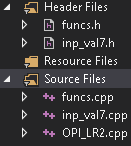 Header Files
funcs.h
inp_val7.h
Resource Files
Source Files
funcs.cpp
inp_val7.cpp
OPI_LR2.cpp